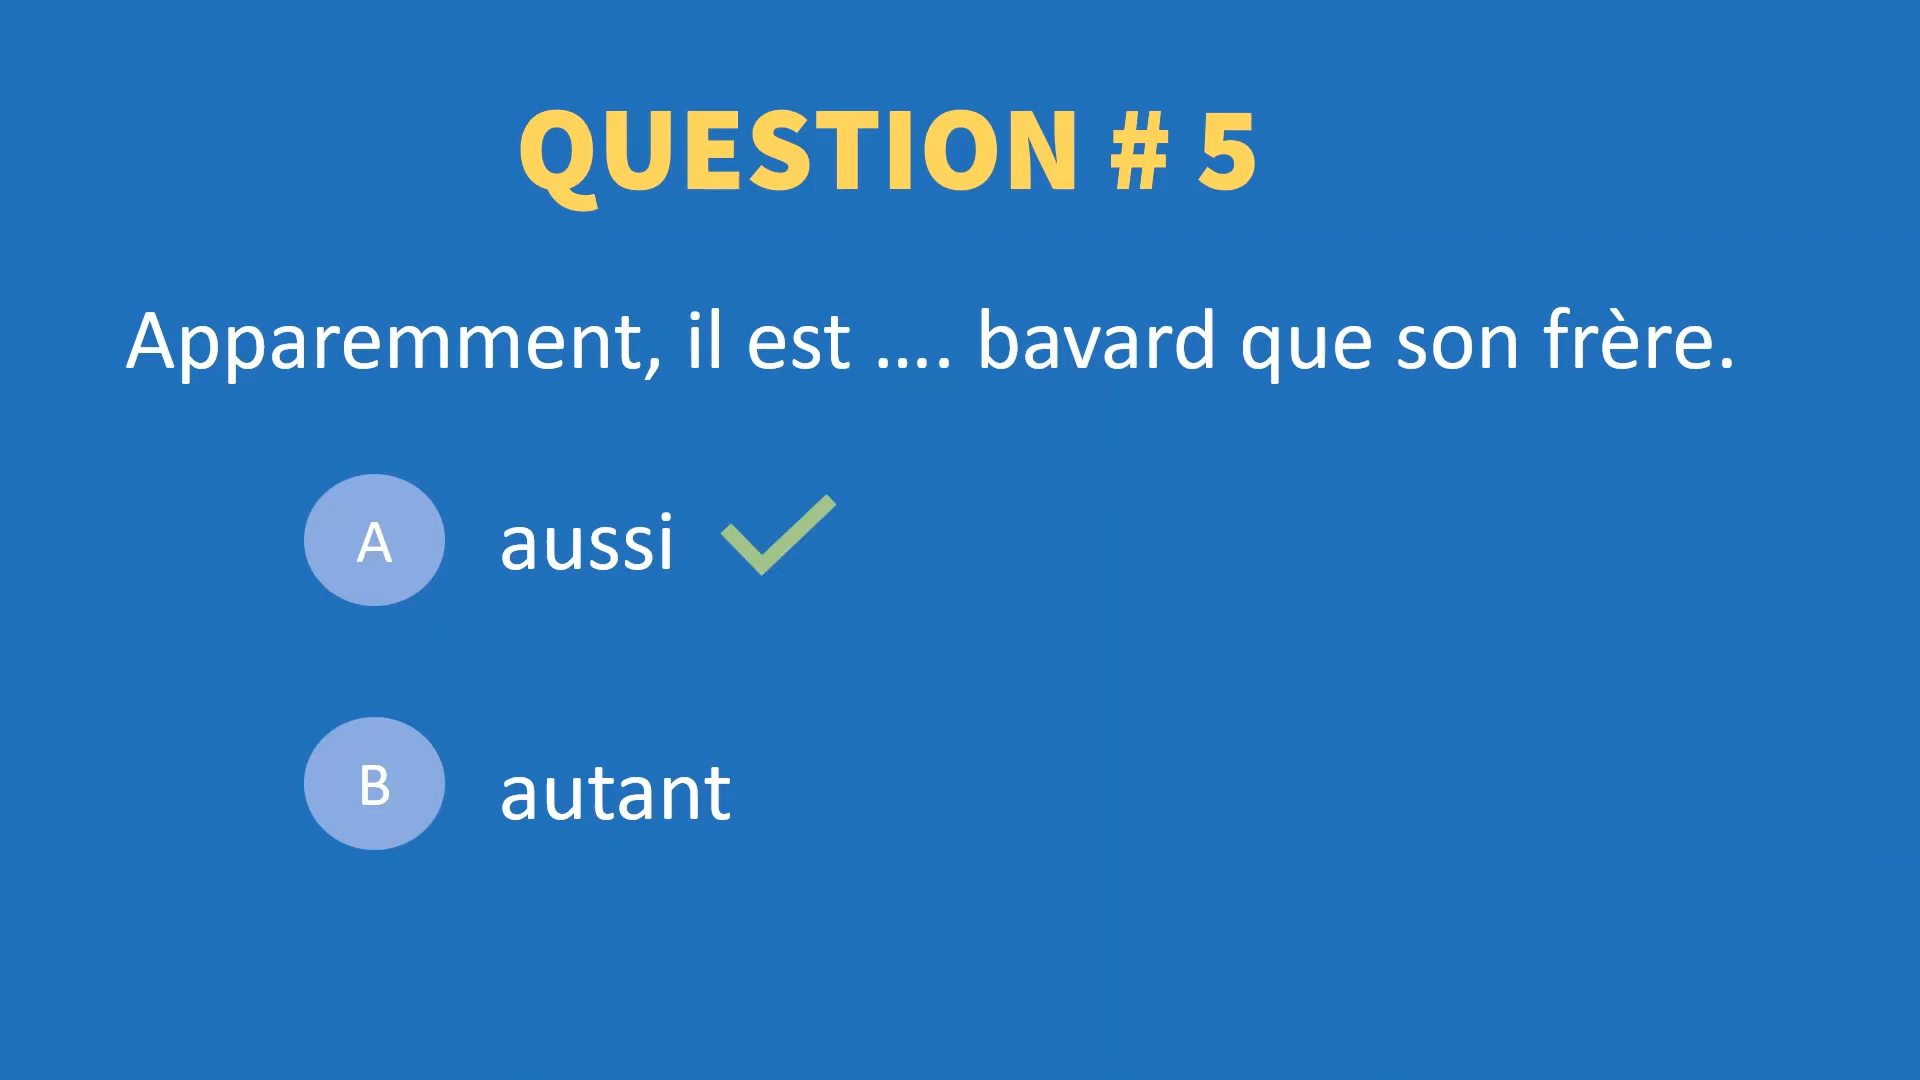 QUESTION # 5
Apparemment, il est .... bavard que son frère.
A aussi
B autant